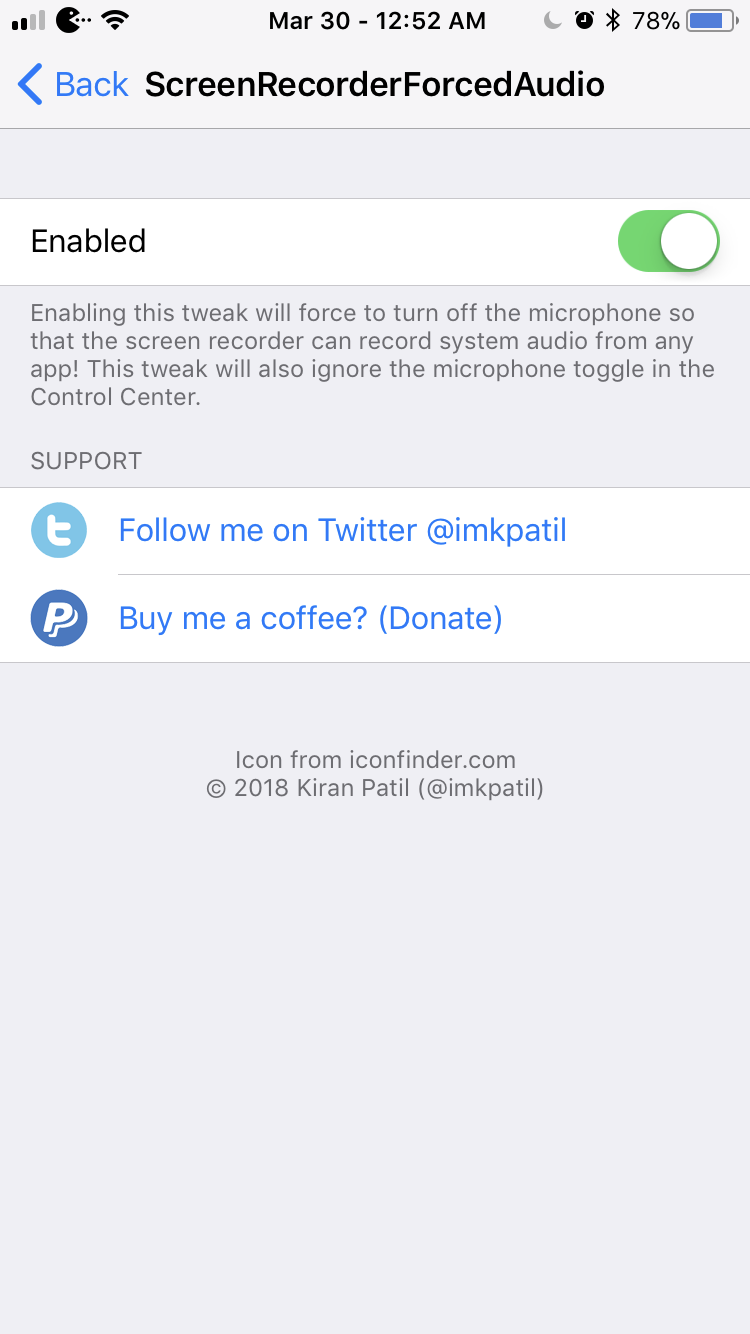 Mar 30 - 12:52 AM 78%
Back ScreenRecorderForcedAudio
Enabled
Enabling this tweak will force to turn off the microphone so
that the screen recorder can record system audio from any
app! This tweak will also ignore the microphone toggle in the
Control Center.
SUPPORT
Follow me on Twitter @imkpatil
Buy me a coffee? (Donate)
Icon from iconfinder.com
© 2018 Kiran Patil (@imkpatil)